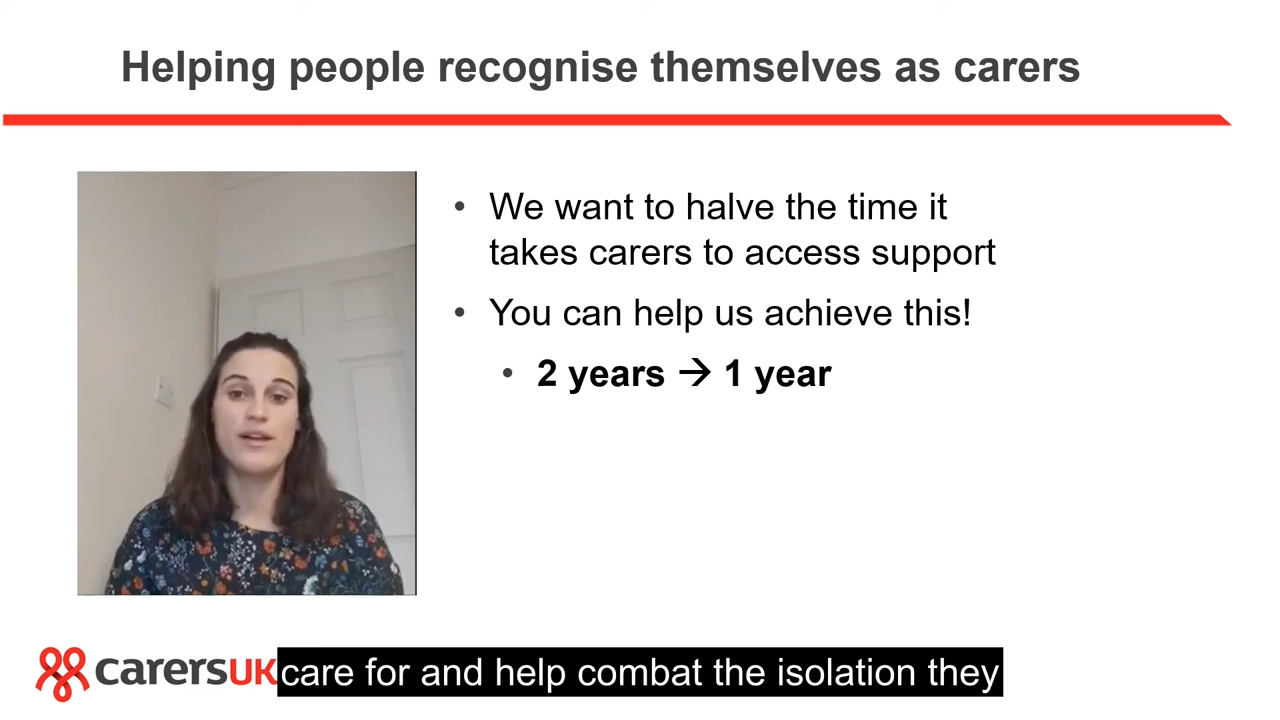 Helping people recognise themselves as carers
• We want to halve the time it
takes carers to access support
• You can help us achieve this!
• 2 years → 1 year
carersUK
care for and help combat the isolation they